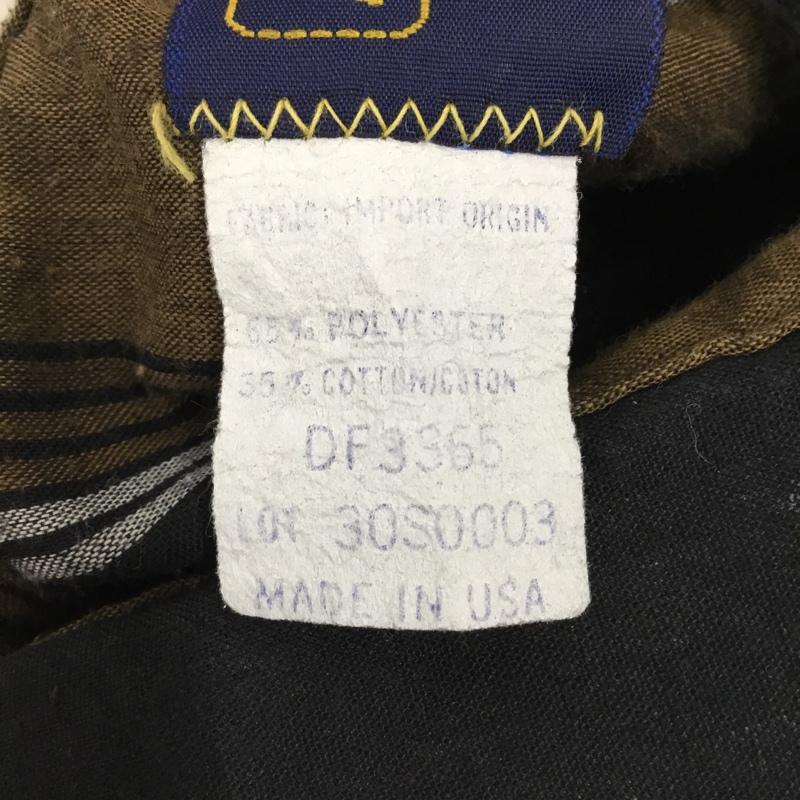 FABRIC: IMPORT ORIGIN
65% POLYESTER
35% COTTON/COTON
DF3365
LOT 30S0003
MADE IN USA